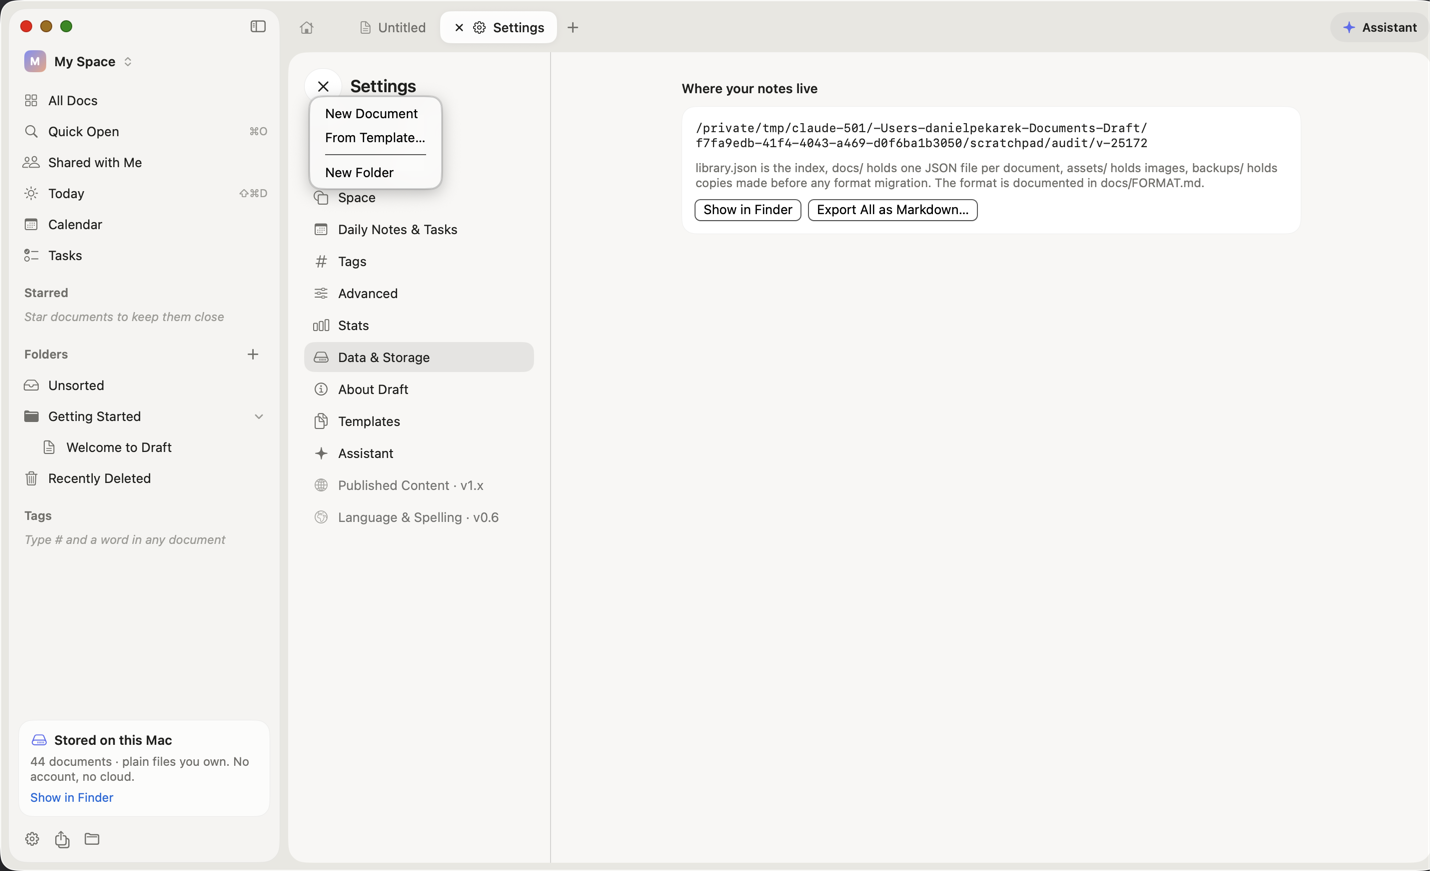 Untitled
Settings
Assistant
M My Space
All Docs
Quick Open ⌘O
Shared with Me
Today ⇧⌘D
Calendar
Tasks
Starred
Star documents to keep them close
Folders
Unsorted
Getting Started
Welcome to Draft
Recently Deleted
Tags
Type # and a word in any document
Stored on this Mac
44 documents · plain files you own. No
account, no cloud.
Show in Finder
Settings
New Document
From Template...
New Folder
Space
Daily Notes & Tasks
Tags
Advanced
Stats
Data & Storage
About Draft
Templates
Assistant
Published Content · v1.x
Language & Spelling · v0.6
Where your notes live
/private/tmp/claude-501/-Users-danielpekarek-Documents-Draft/
f7fa9edb-41f4-4043-a469-d0f6ba1b3050/scratchpad/audit/v-25172
library.json is the index, docs/ holds one JSON file per document, assets/ holds images, backups/ holds
copies made before any format migration. The format is documented in docs/FORMAT.md.
Show in Finder
Export All as Markdown...